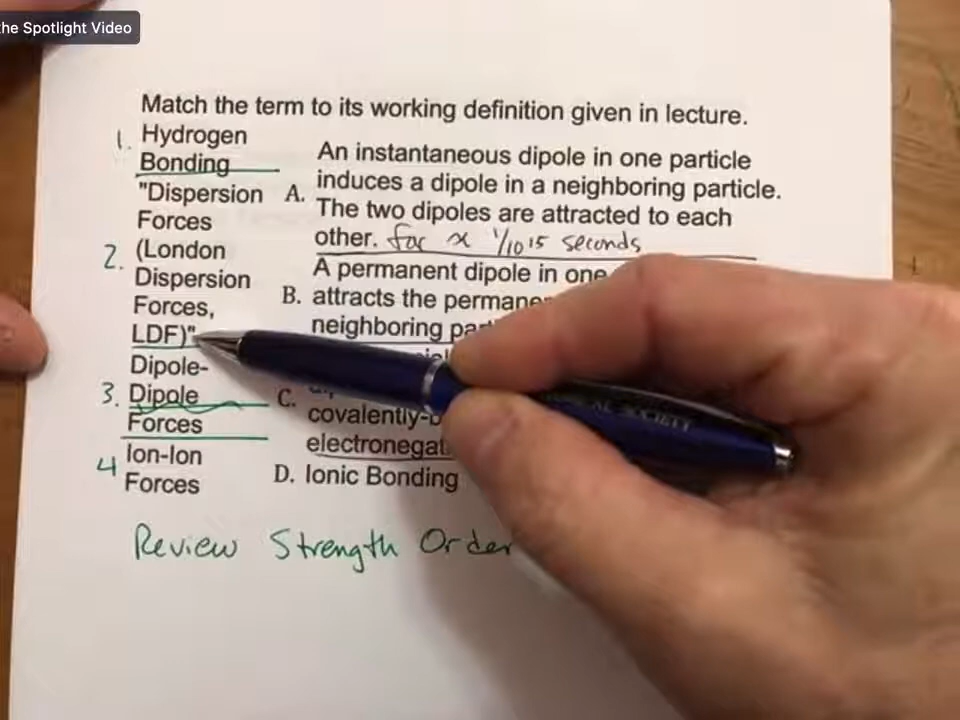 the Spotlight Video
Match the term to its working definition given in lecture.
1. Hydrogen
Bonding
"Dispersion
Forces
2. (London
Dispersion
Forces,
LDF)"
Dipole-
3. Dipole
Forces
4 Ion-Ion
Forces
An instantaneous dipole in one particle
A. induces a dipole in a neighboring particle.
The two dipoles are attracted to each
other. for ≈ 1/10 15 seconds
A permanent dipole in one
B. attracts the permane
neighboring par
C.
covalently-b
electronegat
D. Ionic Bonding
Review Strength Order